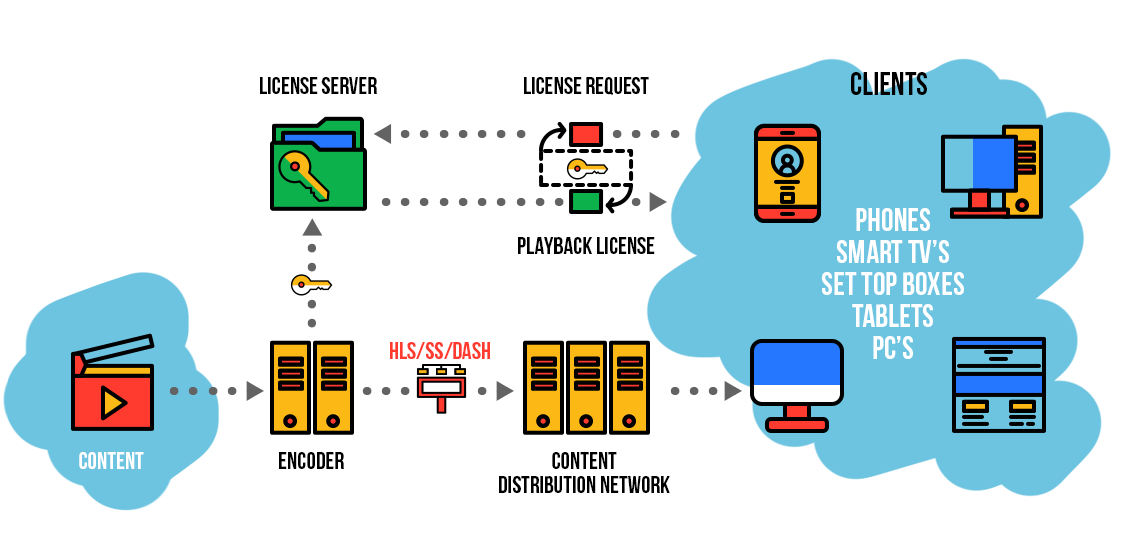 CLIENTS
LICENSE SERVER
LICENSE REQUEST
PLAYBACK LICENSE
PHONES
SMART TV'S
SET TOP BOXES
TABLETS
PC'S
HLS/SS/DASH
CONTENT
ENCODER
CONTENT
DISTRIBUTION NETWORK